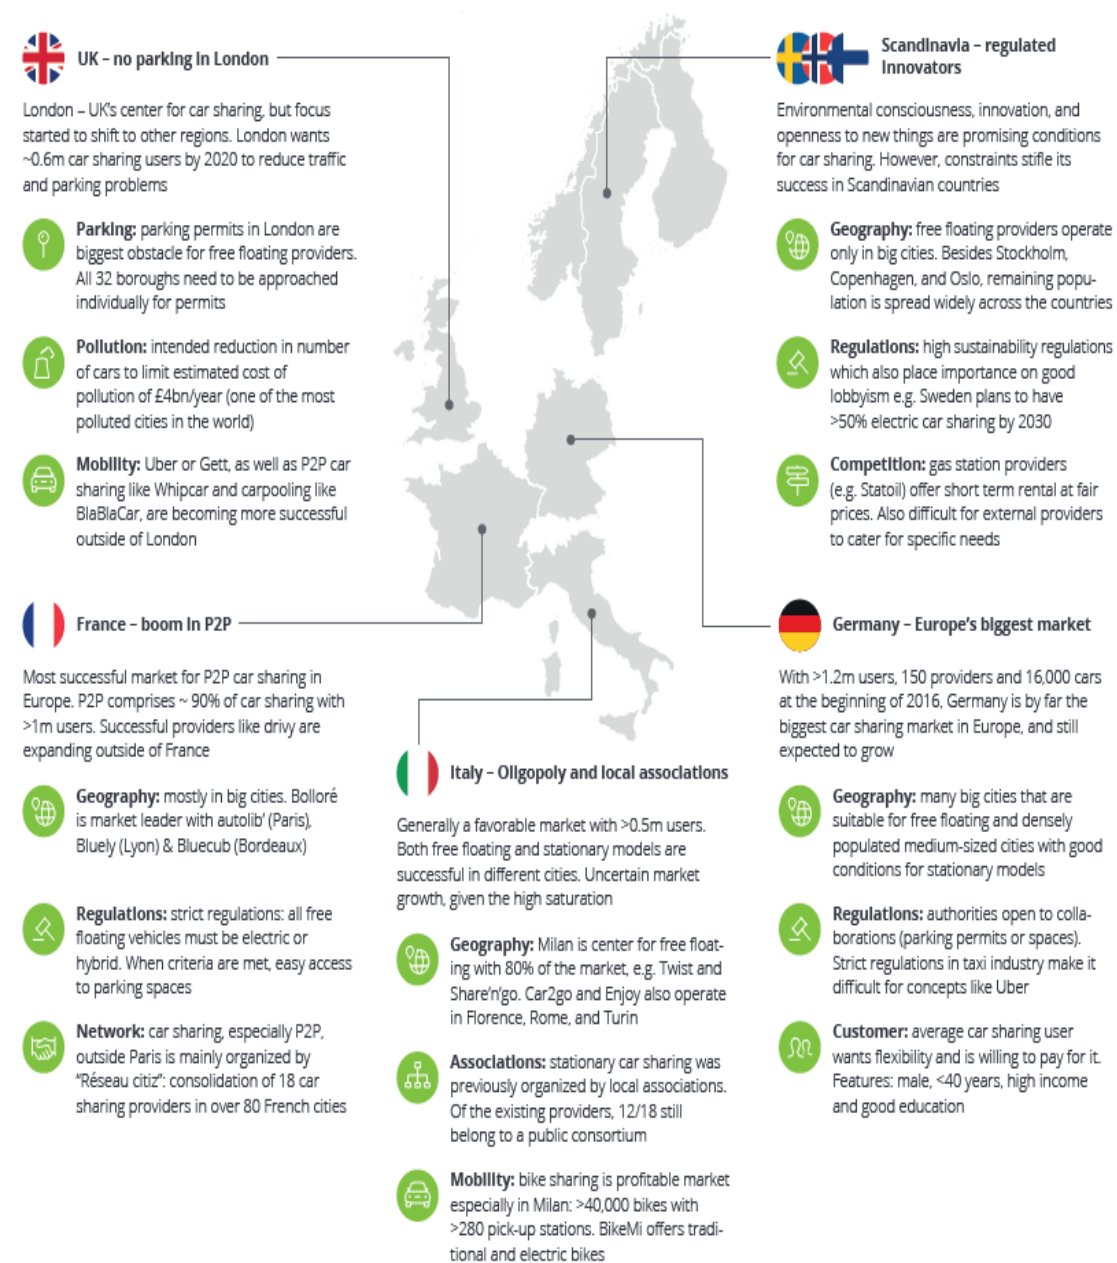 UK – no parking in London
London – UK's center for car sharing, but focus
started to shift to other regions. London wants
~0.6m car sharing users by 2020 to reduce traffic
and parking problems
Parking: parking permits in London are
biggest obstacle for free floating providers.
All 32 boroughs need to be approached
individually for permits
Pollution: intended reduction in number
of cars to limit estimated cost of
pollution of £4bn/year (one of the most
polluted cities in the world)
Mobility: Uber or Gett, as well as P2P car
sharing like Whipcar and carpooling like
BlaBlaCar, are becoming more successful
outside of London
Scandinavia – regulated
innovators
Environmental consciousness, innovation, and
openness to new things are promising conditions
for car sharing. However, constraints stifle its
success in Scandinavian countries
Geography: free floating providers operate
only in big cities. Besides Stockholm,
Copenhagen, and Oslo, remaining popu-
lation is spread widely across the countries
Regulations: high sustainability regulations
which also place importance on good
lobbyism e.g. Sweden plans to have
>50% electric car sharing by 2030
Competition: gas station providers
(e.g. Statoil) offer short term rental at fair
prices. Also difficult for external providers
to cater for specific needs
France – boom in P2P
Most successful market for P2P car sharing in
Europe. P2P comprises ~ 90% of car sharing with
>1m users. Successful providers like drivy are
expanding outside of France
Geography: mostly in big cities. Bolloré
is market leader with autolib' (Paris),
Bluely (Lyon) & Bluecub (Bordeaux)
Regulations: strict regulations: all free
floating vehicles must be electric or
hybrid. When criteria are met, easy access
to parking spaces
Network: car sharing, especially P2P,
outside Paris is mainly organized by
"Réseau citiz": consolidation of 18 car
sharing providers in over 80 French cities
Italy – Oligopoly and local associations
Generally a favorable market with >0.5m users.
Both free floating and stationary models are
successful in different cities. Uncertain market
growth, given the high saturation
Geography: Milan is center for free float-
ing with 80% of the market, e.g. Twist and
Share'n'go. Car2go and Enjoy also operate
in Florence, Rome, and Turin
Associations: stationary car sharing was
previously organized by local associations.
Of the existing providers, 12/18 still
belong to a public consortium
Mobility: bike sharing is profitable market
especially in Milan: >40,000 bikes with
>280 pick-up stations. BikeMi offers tradi-
tional and electric bikes
Germany – Europe's biggest market
With >1.2m users, 150 providers and 16,000 cars
at the beginning of 2016, Germany is by far the
biggest car sharing market in Europe, and still
expected to grow
Geography: many big cities that are
suitable for free floating and densely
populated medium-sized cities with good
conditions for stationary models
Regulations: authorities open to colla-
borations (parking permits or spaces).
Strict regulations in taxi industry make it
difficult for concepts like Uber
Customer: average car sharing user
wants flexibility and is willing to pay for it.
Features: male, <40 years, high income
and good education